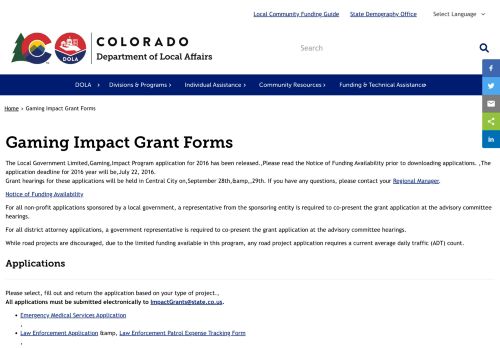 Local Community Funding Guide State Demography Office Select Language
COLORADO
Department of Local Affairs
DOLA
Search
DOLA Divisions & Programs Individual Assistance Community Resources Funding & Technical Assistance
Home > Gaming Impact Grant Forms
Gaming Impact Grant Forms
The Local Government Limited,Gaming,Impact Program application for 2016 has been released.,Please read the Notice of Funding Availability prior to downloading applications. ,The
application deadline for 2016 year will be,July 22, 2016.
Grant hearings for these applications will be held in Central City on,September 28th,&amp,,29th. If you have any questions, please contact your Regional Manager.
Notice of Funding Availability
For all non-profit applications sponsored by a local government, a representative from the sponsoring entity is required to co-present the grant application at the advisory committee
hearings.
For all district attorney applications, a government representative is required to co-present the grant application at the advisory committee hearings.
While road projects are discouraged, due to the limited funding available in this program, any road project application requires a current average daily traffic (ADT) count.
Applications
Please select, fill out and return the application based on your type of project.,
All applications must be submitted electronically to ImpactGrants@state.co.us.
Emergency Medical Services Application
,
Law Enforcement Application &amp, Law Enforcement Patrol Expense Tracking Form
,